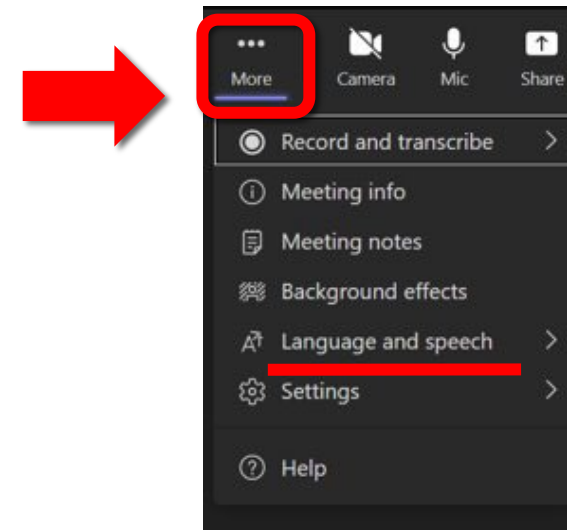 More Camera Mic Share
Record and transcribe
Meeting info
Meeting notes
Background effects
Language and speech
Settings
Help